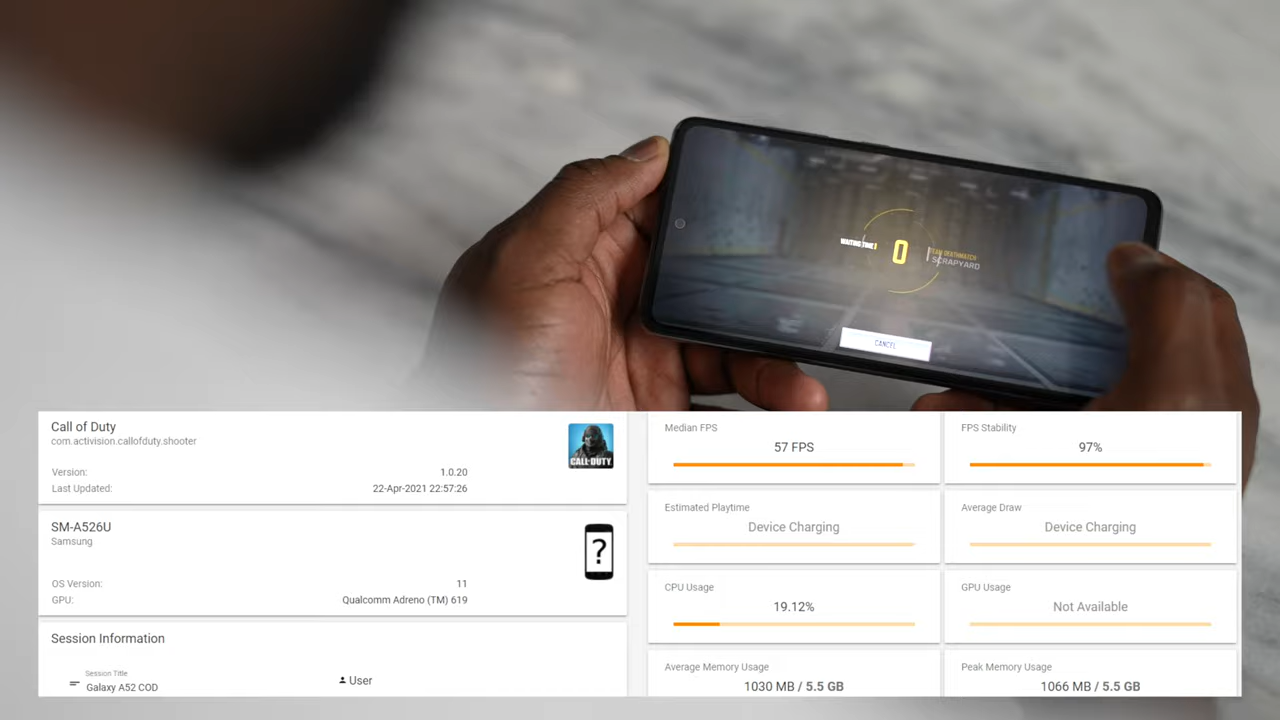 WAITING TIME
0
TEAM DEATHMATCH
SCRAPYARD
CANCEL
Call of Duty
com.activision.callofduty.shooter
CALL·DUTY
Version: 1.0.20
Last Updated: 22-Apr-2021 22:57:26
SM-A526U
Samsung
?
OS Version: 11
GPU: Qualcomm Adreno (TM) 619
Session Information
Session Title
Galaxy A52 COD
User
Median FPS
57 FPS
FPS Stability
97%
Estimated Playtime
Device Charging
Average Draw
Device Charging
CPU Usage
19.12%
GPU Usage
Not Available
Average Memory Usage
1030 MB / 5.5 GB
Peak Memory Usage
1066 MB / 5.5 GB